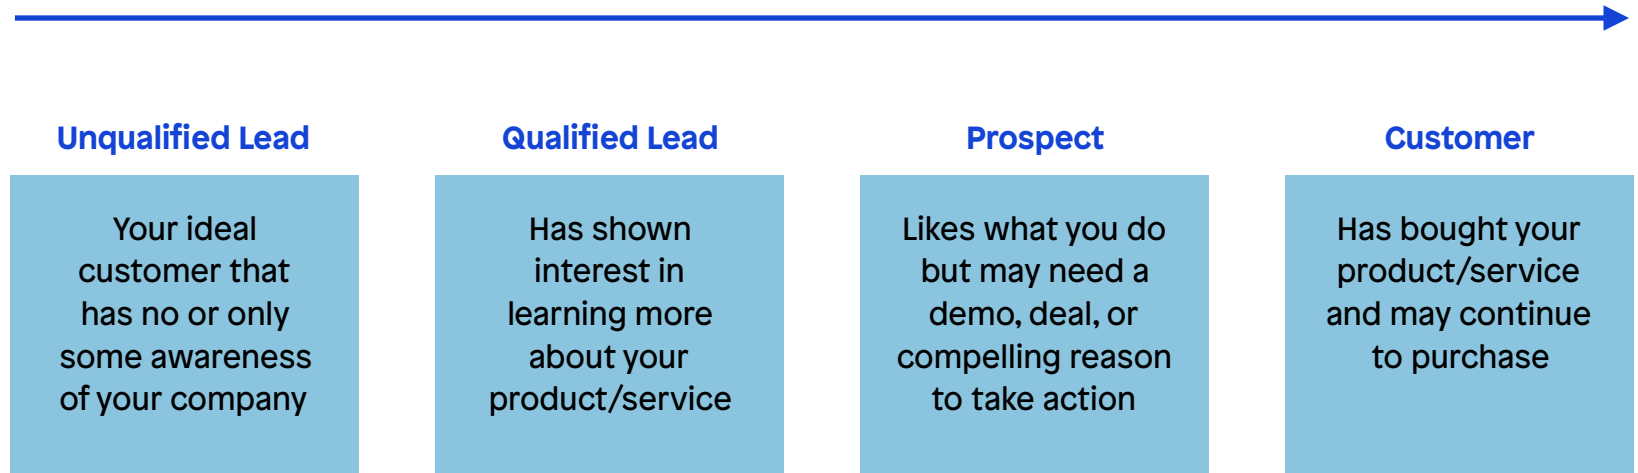 Unqualified Lead
Your ideal
customer that
has no or only
some awareness
of your company
Qualified Lead
Has shown
interest in
learning more
about your
product/service
Prospect
Likes what you do
but may need a
demo, deal, or
compelling reason
to take action
Customer
Has bought your
product/service
and may continue
to purchase